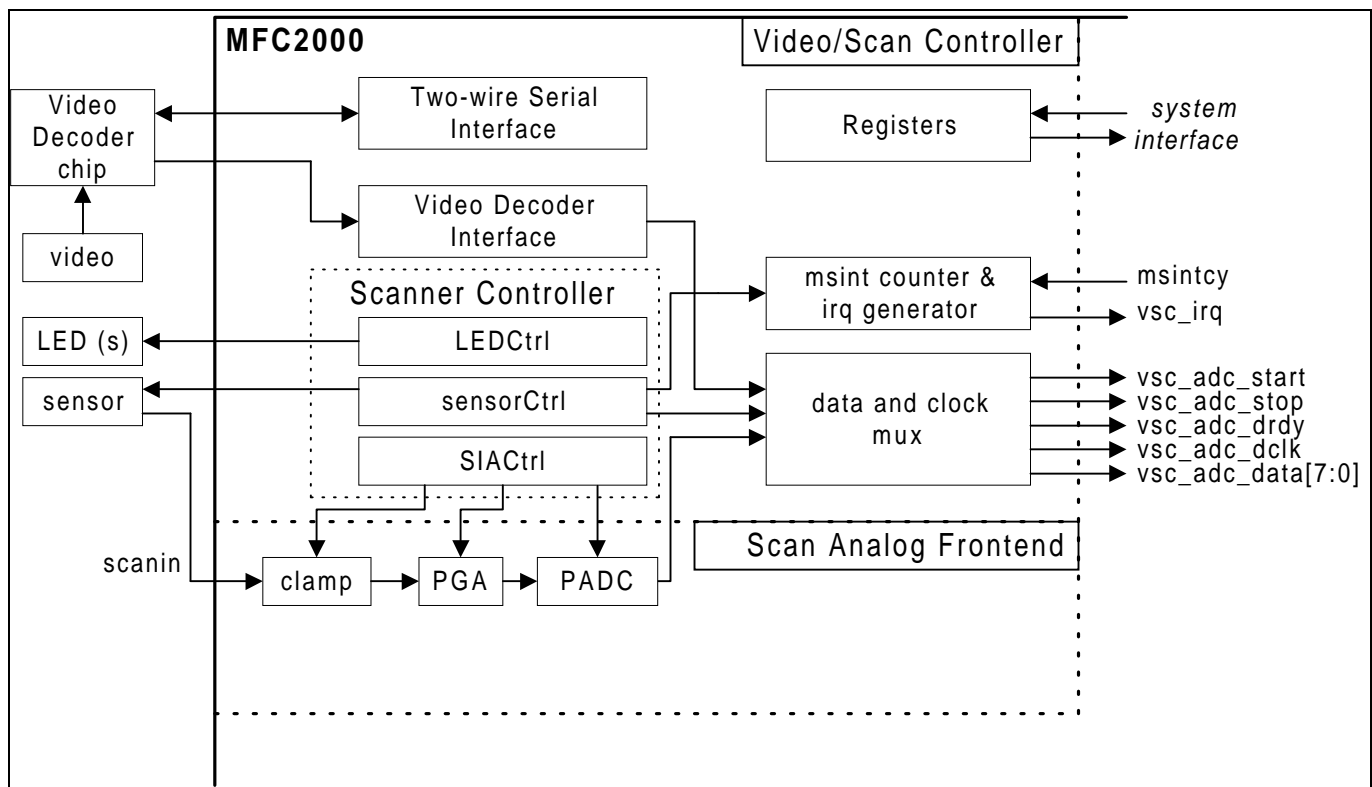 MFC2000
Video/Scan Controller
Video
Decoder
chip
Two-wire Serial
Interface
Registers
system
interface
Video Decoder
Interface
video
Scanner Controller
msint counter &
irq generator
msintcy
vsc_irq
LED (s)
LEDCtrl
sensor
sensorCtrl
data and clock
mux
vsc_adc_start
vsc_adc_stop
vsc_adc_drdy
vsc_adc_dclk
vsc_adc_data[7:0]
SIACtrl
Scan Analog Frontend
scanin
clamp
PGA
PADC